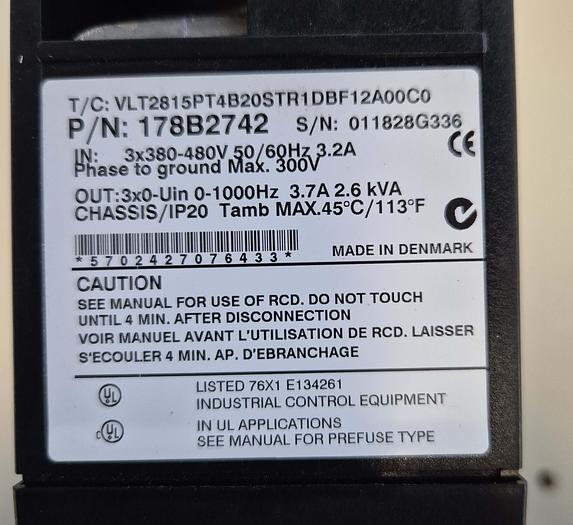 T/C: VLT2815PT4B20STR1DBF12A00C0
P/N: 178B2742 S/N: 011828G336
IN: 3x380-480V 50/60Hz 3.2A
Phase to ground Max. 300V
CE
OUT:3x0-Uin 0-1000Hz 3.7A 2.6 kVA
CHASSIS/IP20 Tamb MAX.45°C/113°F
*5702427076433*
MADE IN DENMARK
CAUTION
SEE MANUAL FOR USE OF RCD. DO NOT TOUCH
UNTIL 4 MIN. AFTER DISCONNECTION
VOIR MANUEL AVANT L'UTILISATION DE RCD. LAISSER
S'ECOULER 4 MIN. AP. D'EBRANCHAGE
UL LISTED 76X1 E134261
INDUSTRIAL CONTROL EQUIPMENT
c UL IN UL APPLICATIONS
SEE MANUAL FOR PREFUSE TYPE